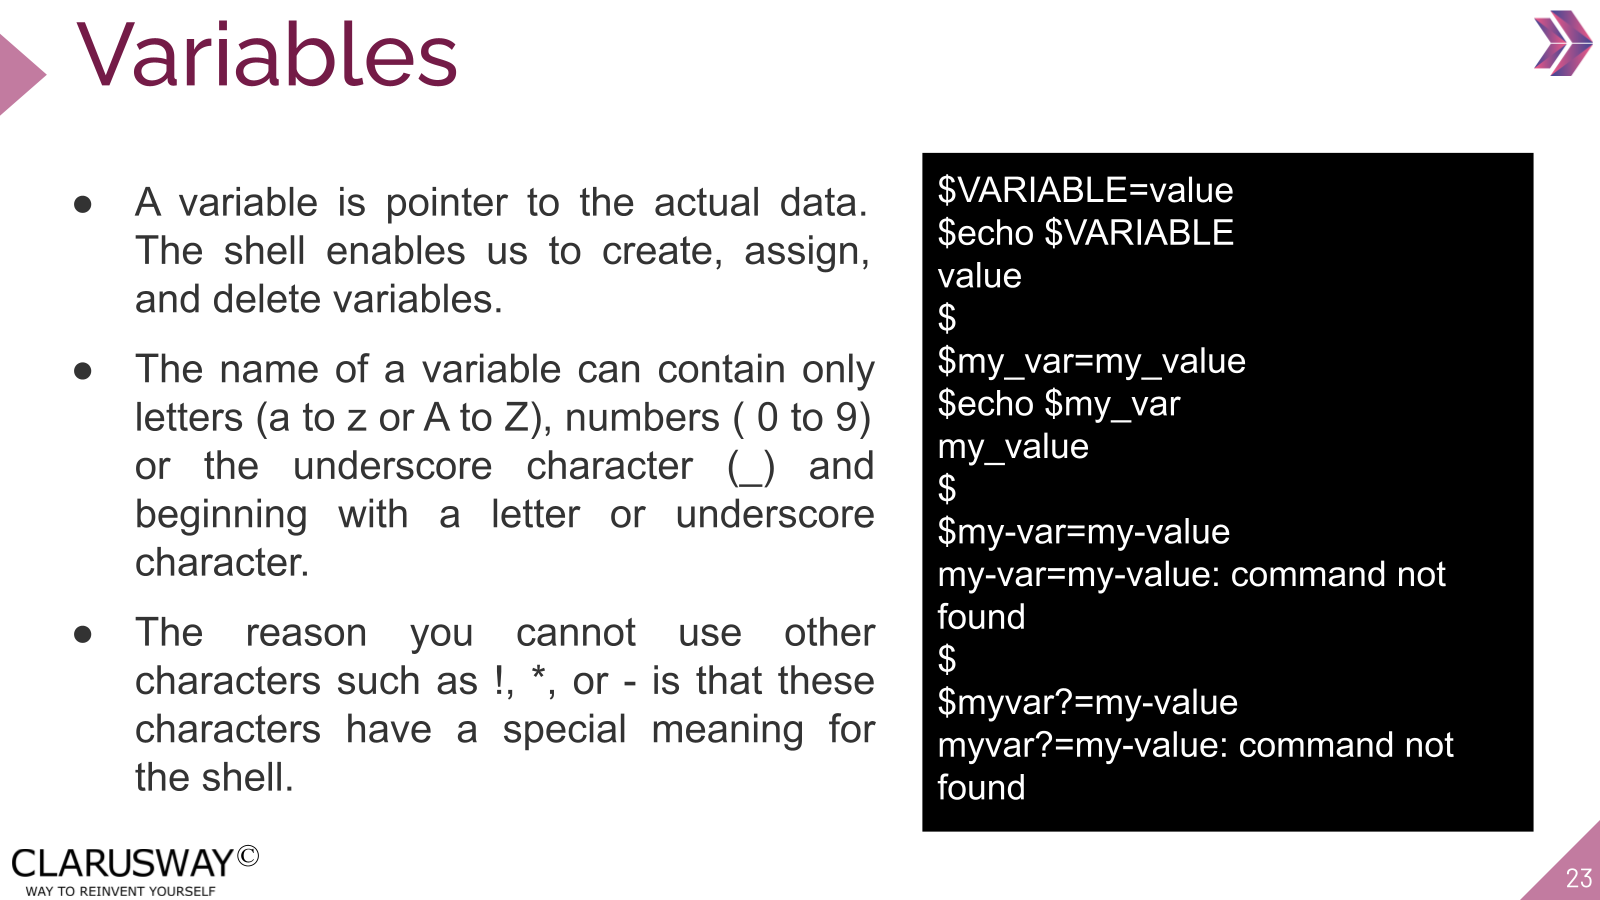 Variables
● A variable is pointer to the actual data.
The shell enables us to create, assign,
and delete variables.
● The name of a variable can contain only
letters (a to z or A to Z), numbers ( 0 to 9)
or the underscore character (_) and
beginning with a letter or underscore
character.
● The reason you cannot use other
characters such as !, *, or - is that these
characters have a special meaning for
the shell.
$VARIABLE=value
$echo $VARIABLE
value
$
$my_var=my_value
$echo $my_var
my_value
$
$my-var=my-value
my-var=my-value: command not
found
$
$myvar?=my-value
myvar?=my-value: command not
found
CLARUSWAY©
WAY TO REINVENT YOURSELF
23